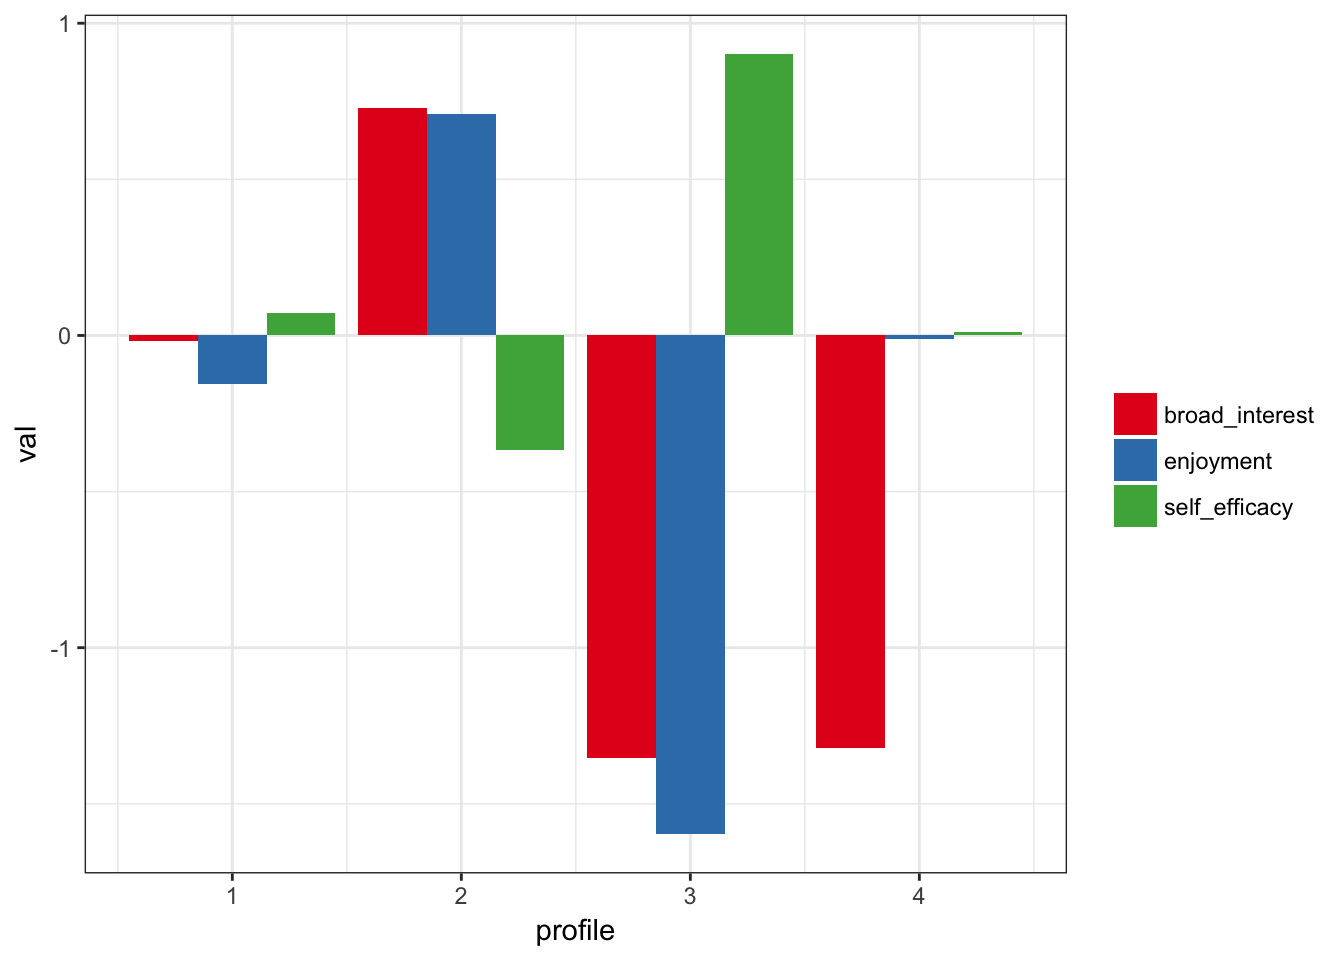 1
0
-1
val
1 2 3 4
profile
broad_interest
enjoyment
self_efficacy